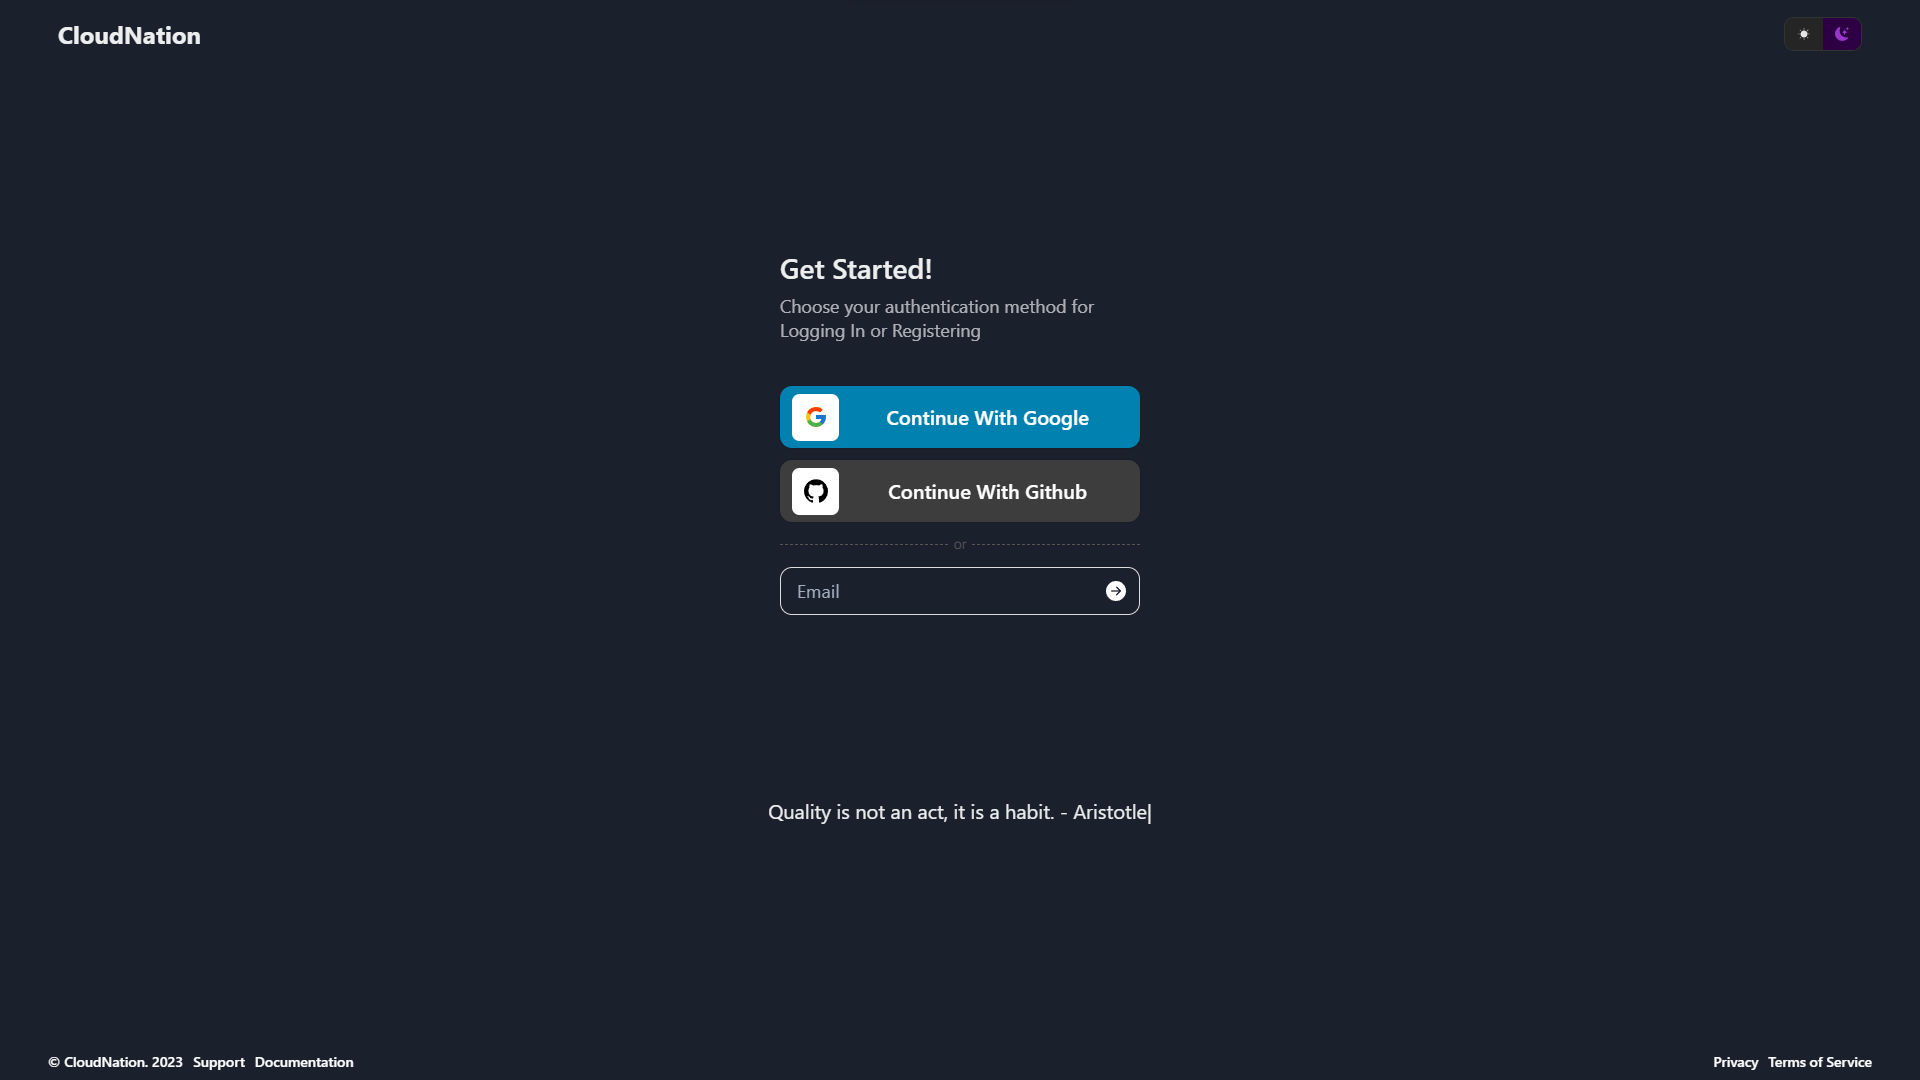 CloudNation
Get Started!
Choose your authentication method for
Logging In or Registering
Continue With Google
Continue With Github
or
Email
Quality is not an act, it is a habit. - Aristotle|
© CloudNation. 2023 Support Documentation
Privacy Terms of Service